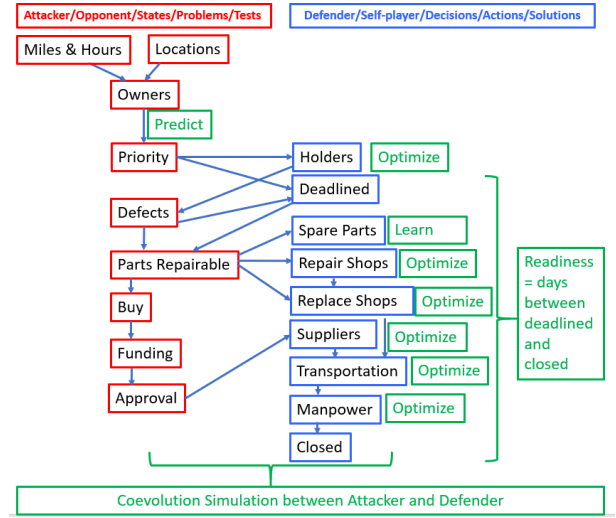 Attacker/Opponent/States/Problems/Tests
Defender/Self-player/Decisions/Actions/Solutions
Miles & Hours
Locations
Owners
Predict
Priority
Holders
Optimize
Deadlined
Defects
Spare Parts
Learn
Parts Repairable
Repair Shops
Optimize
Replace Shops
Optimize
Buy
Suppliers
Optimize
Funding
Transportation
Optimize
Approval
Manpower
Optimize
Closed
Readiness
= days
between
deadlined
and
closed
Coevolution Simulation between Attacker and Defender